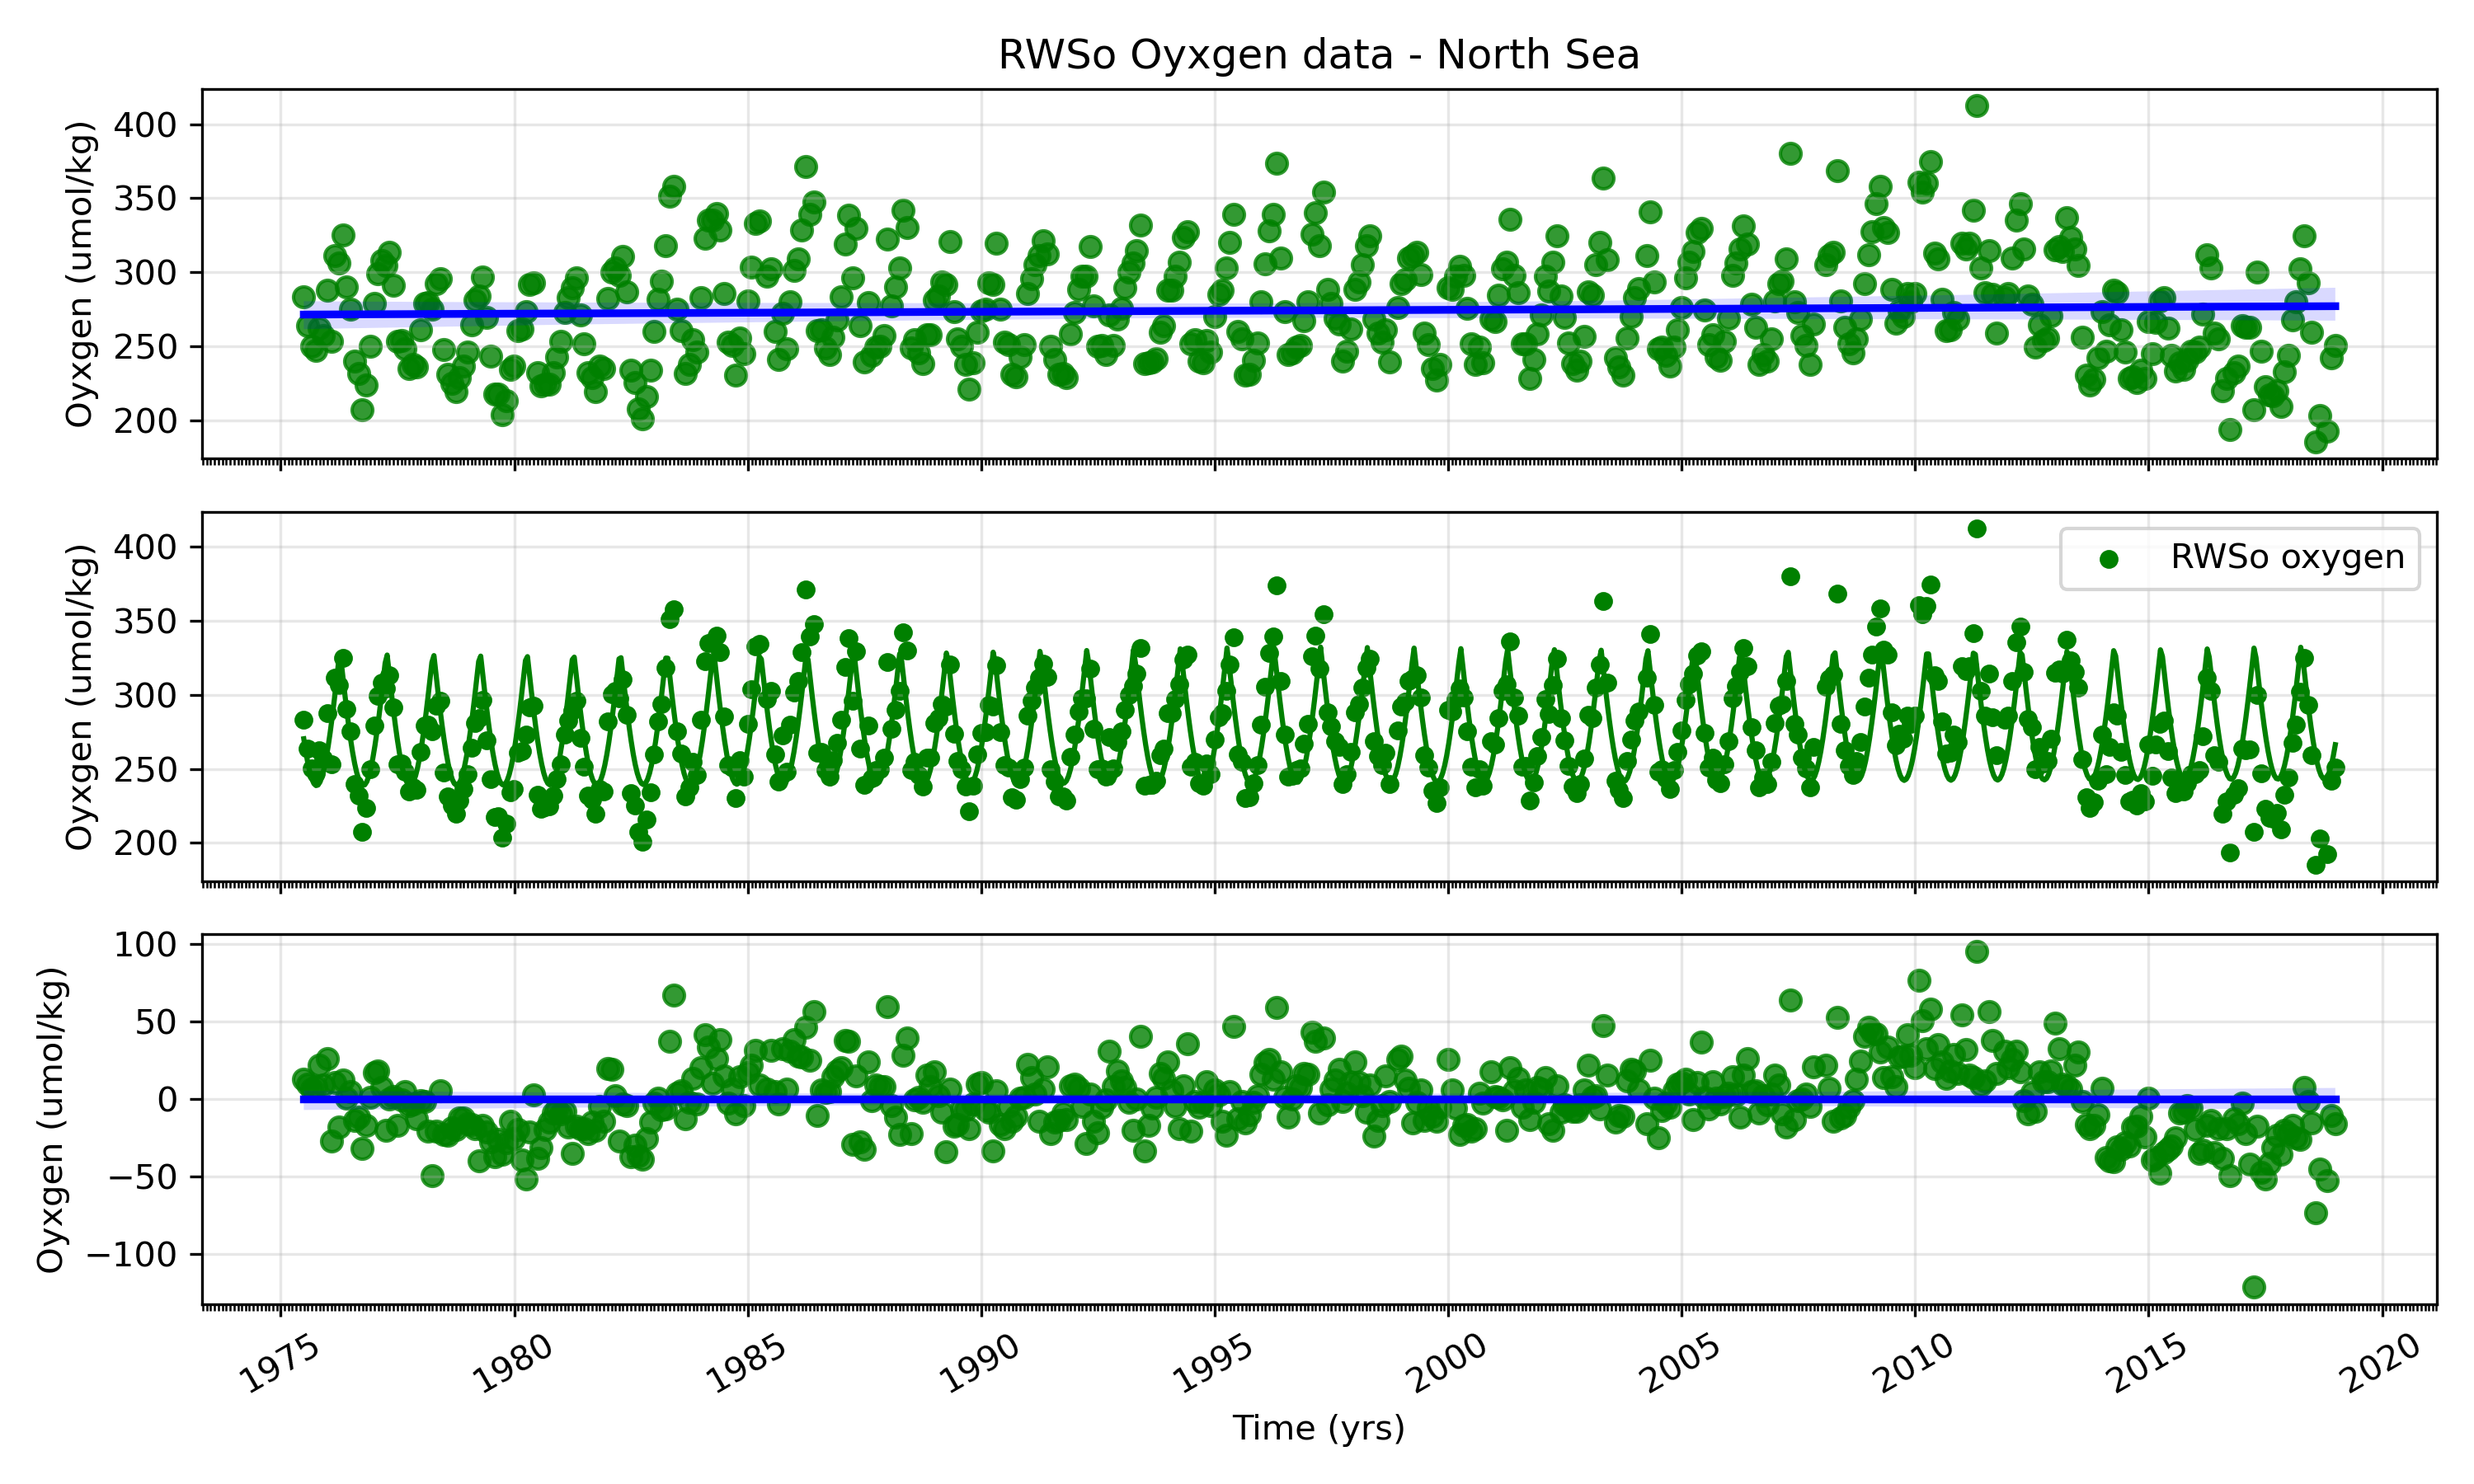 RWSo Oyxgen data - North Sea
Oyxgen (umol/kg)
400
350
300
250
200
Oyxgen (umol/kg)
400
350
300
250
200
RWSo oxygen
Oyxgen (umol/kg)
100
50
0
−50
−100
1975 1980 1985 1990 1995 2000 2005 2010 2015 2020
Time (yrs)